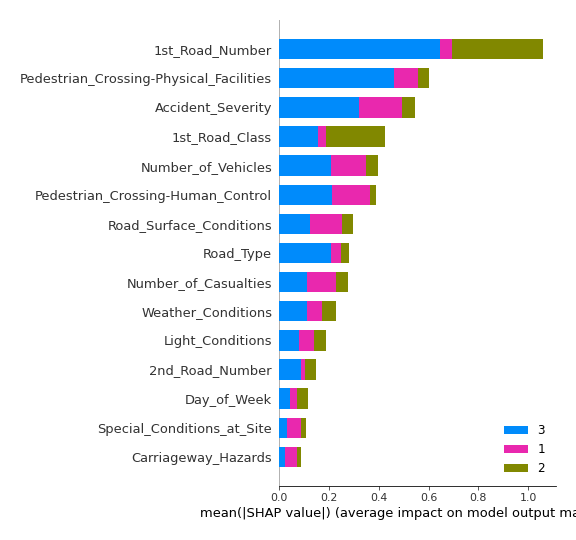 1st_Road_Number
Pedestrian_Crossing-Physical_Facilities
Accident_Severity
1st_Road_Class
Number_of_Vehicles
Pedestrian_Crossing-Human_Control
Road_Surface_Conditions
Road_Type
Number_of_Casualties
Weather_Conditions
Light_Conditions
2nd_Road_Number
Day_of_Week
Special_Conditions_at_Site
Carriageway_Hazards
3
1
2
0.0 0.2 0.4 0.6 0.8 1.0
mean(|SHAP value|) (average impact on model output ma